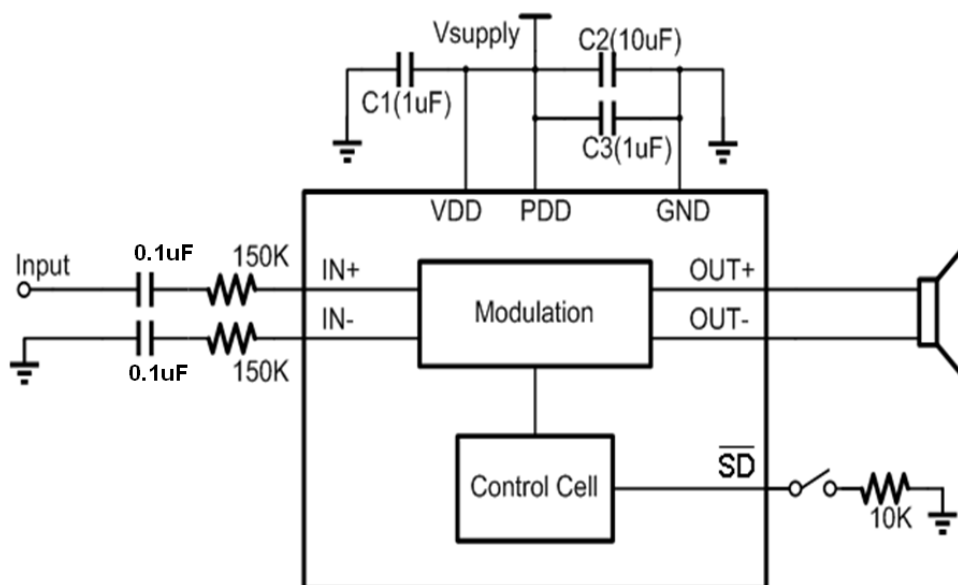 Vsupply
C2(10uF)
C1(1uF)
C3(1uF)
VDD PDD GND
Input
0.1uF
150K
IN+
OUT+
Modulation
IN-
OUT-
0.1uF
150K
Control Cell
SD
10K